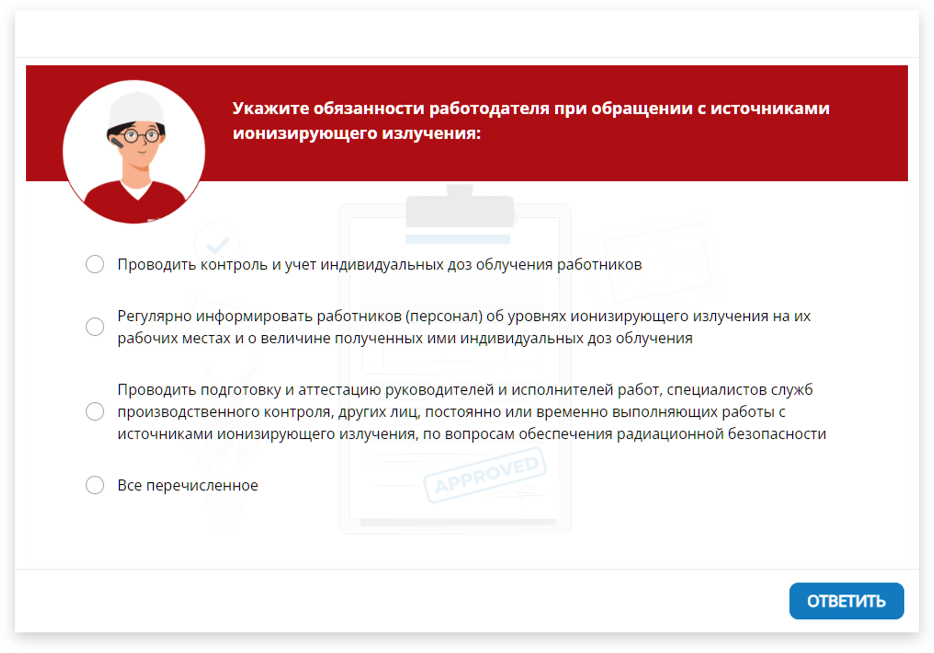 Укажите обязанности работодателя при обращении с источниками
ионизирующего излучения:
Проводить контроль и учет индивидуальных доз облучения работников
Регулярно информировать работников (персонал) об уровнях ионизирующего излучения на их
рабочих местах и о величине полученных ими индивидуальных доз облучения
Проводить подготовку и аттестацию руководителей и исполнителей работ, специалистов служб
производственного контроля, других лиц, постоянно или временно выполняющих работы с
источниками ионизирующего излучения, по вопросам обеспечения радиационной безопасности
APPROVED
Все перечисленное
ОТВЕТИТЬ